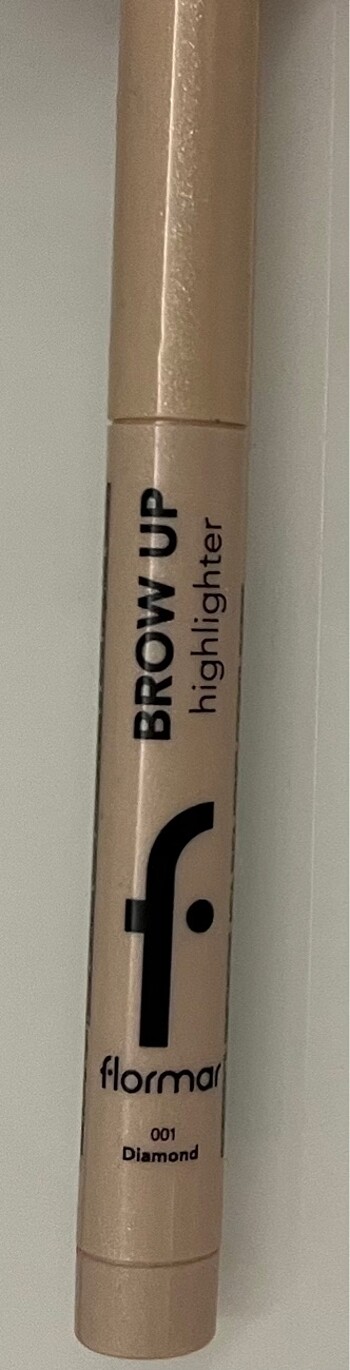 BROW UP
highlighter
f
flormar
001
Diamond